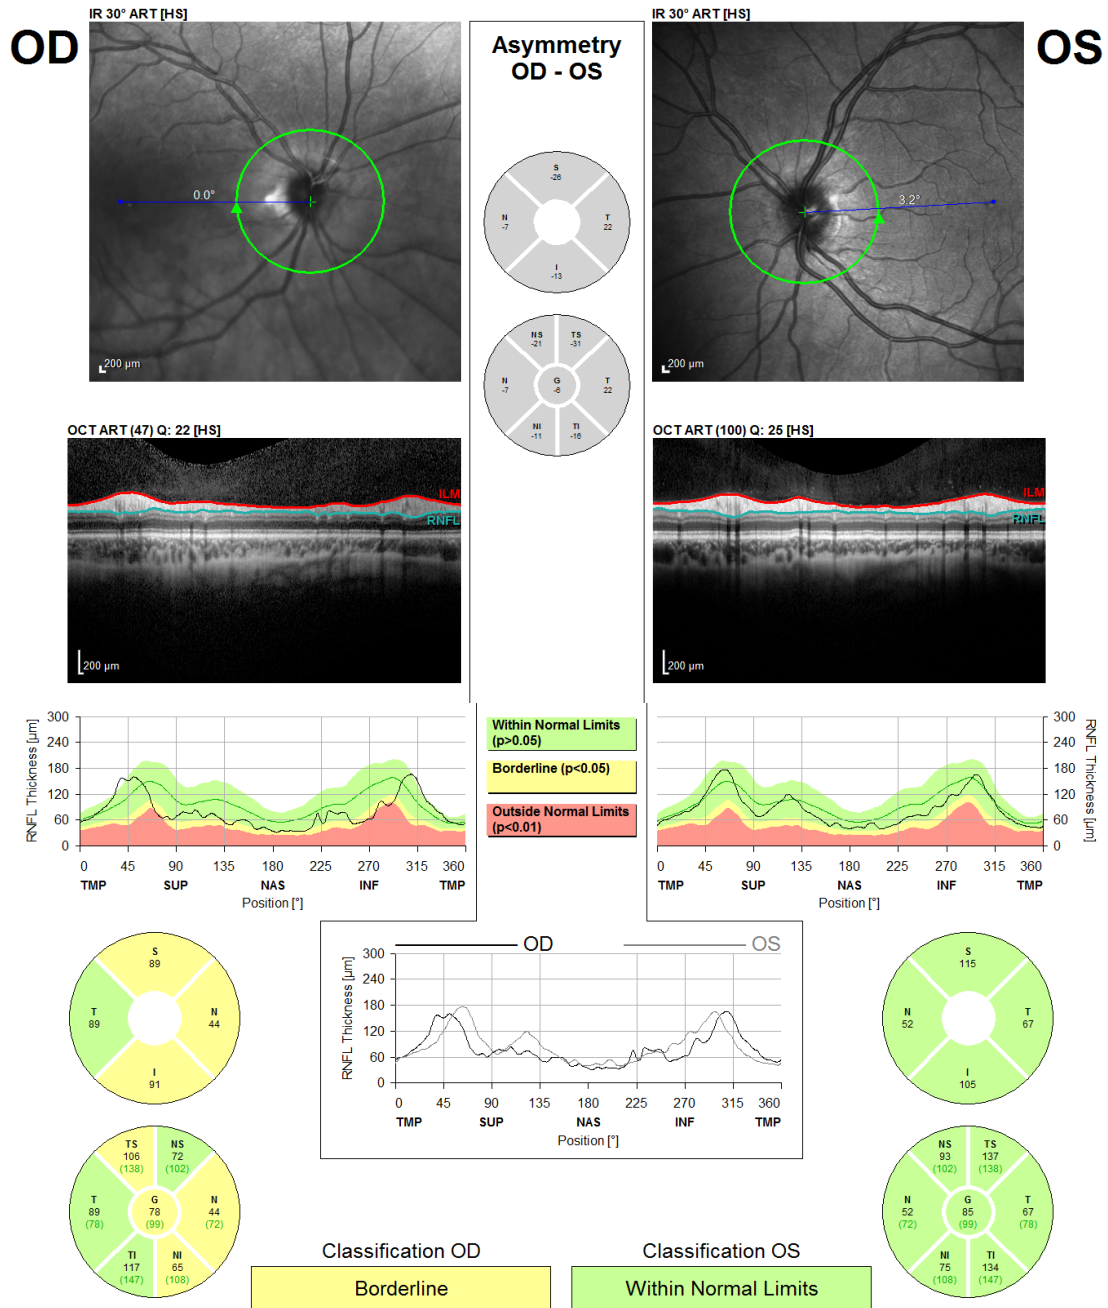 IR 30° ART [HS]
OD
0.0°
200 µm
Asymmetry
OD - OS
IR 30° ART [HS]
OS
3.2°
200 µm
S
-26
N
-7
T
22
I
-13
NS
-21
TS
-31
N
-7
G
-6
T
22
NI
-11
TI
-16
OCT ART (47) Q: 22 [HS]
ILM
RNFL
200 µm
OCT ART (100) Q: 25 [HS]
ILM
RNFL
200 µm
RNFL Thickness [µm]
300
240
180
120
60
0
0 45 90 135 180 225 270 315 360
TMP SUP NAS INF TMP
Position [°]
Within Normal Limits
(p>0.05)
Borderline (p<0.05)
Outside Normal Limits
(p<0.01)
300
240
180
120
60
0
RNFL Thickness [µm]
0 45 90 135 180 225 270 315 360
TMP SUP NAS INF TMP
Position [°]
S
89
T
89
N
44
I
91
OD
OS
RNFL Thickness [µm]
300
240
180
120
60
0
0 45 90 135 180 225 270 315 360
TMP SUP NAS INF TMP
Position [°]
S
115
N
52
T
67
I
105
TS
106
(138)
NS
72
(102)
T
89
(78)
G
78
(99)
N
44
(72)
TI
117
(147)
NI
65
(108)
NS
93
(102)
TS
137
(138)
N
52
(72)
G
85
(99)
T
67
(78)
NI
75
(108)
TI
134
(147)
Classification OD
Borderline
Classification OS
Within Normal Limits